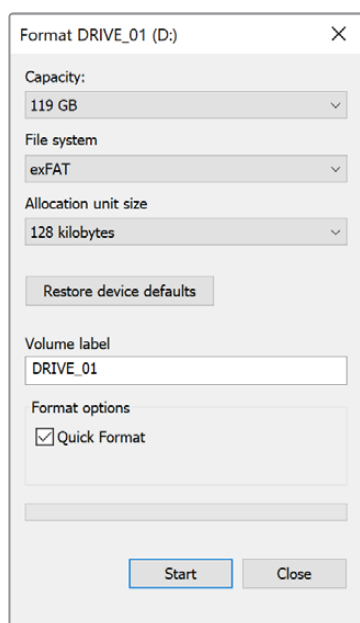 Format DRIVE_01 (D:)
Capacity:
119 GB
File system
exFAT
Allocation unit size
128 kilobytes
Restore device defaults
Volume label
DRIVE_01
Format options
Quick Format
Start Close